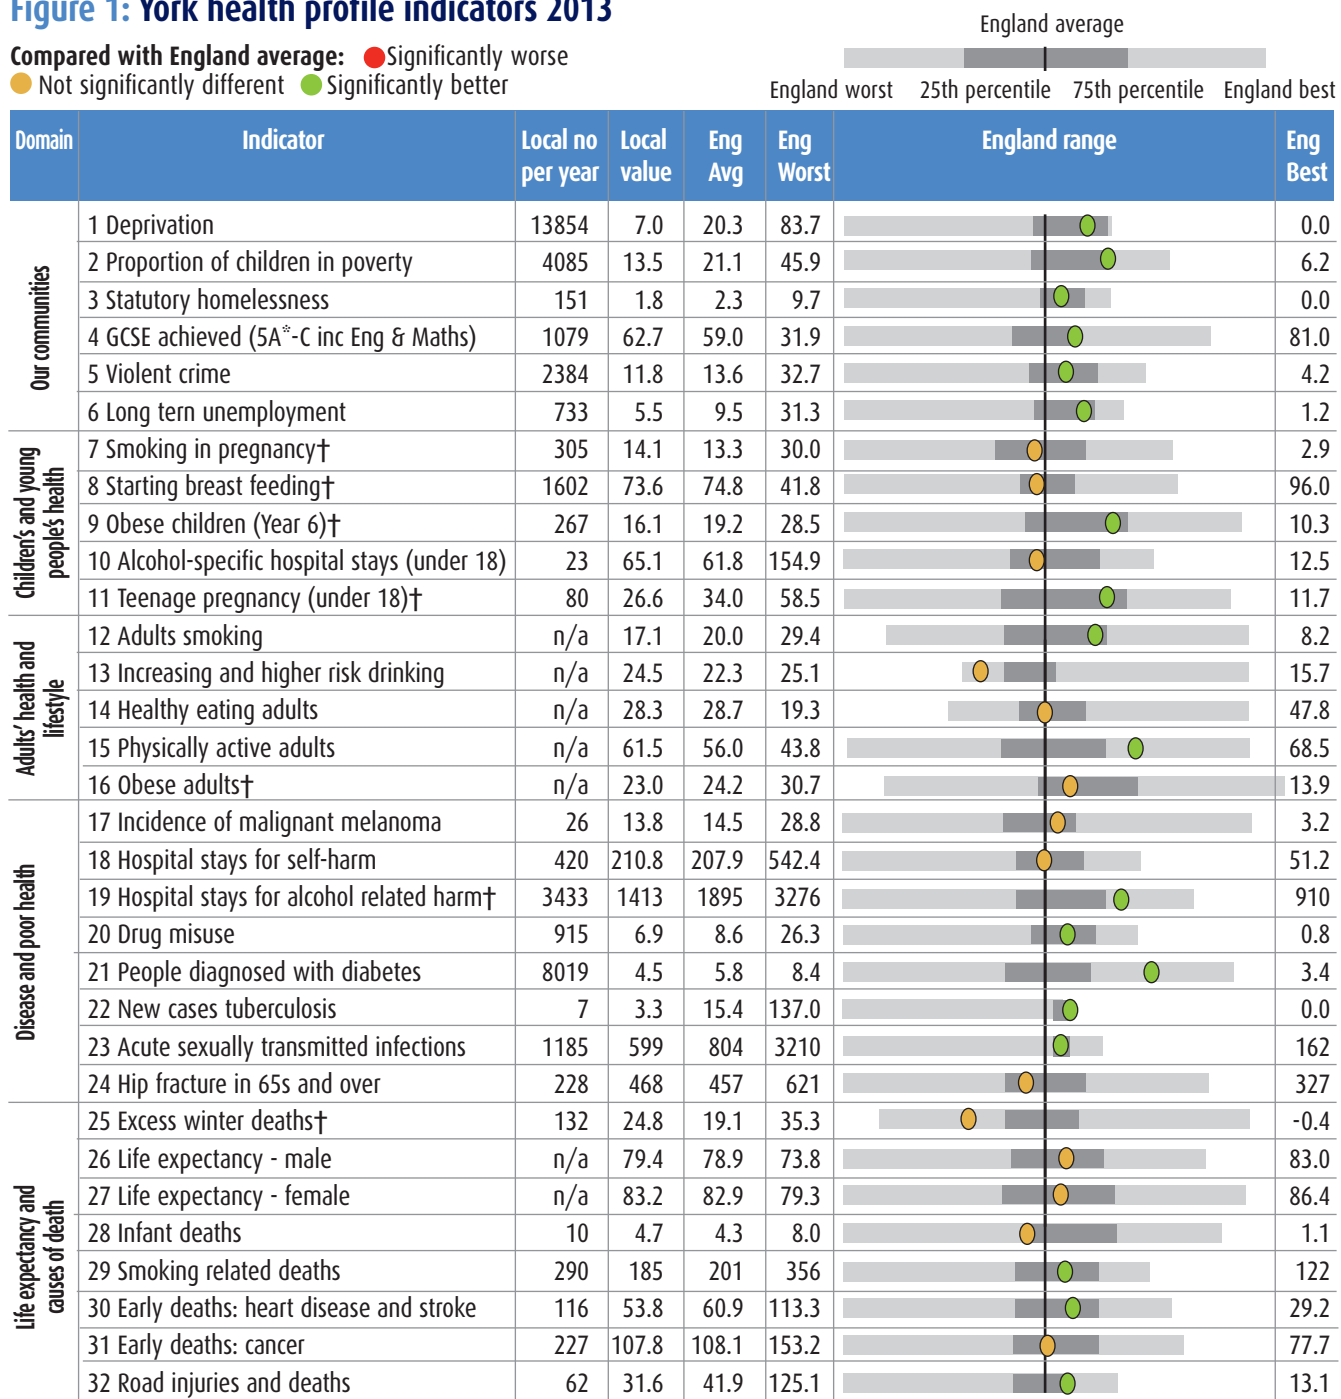 Figure 1: York health profile indicators 2013
Compared with England average: Significantly worse
Not significantly different Significantly better
England average
England worst 25th percentile 75th percentile England best
Domain Indicator Local no per year Local value Eng Avg Eng Worst England range Eng Best
Our communities
1 Deprivation 13854 7.0 20.3 83.7 0.0
2 Proportion of children in poverty 4085 13.5 21.1 45.9 6.2
3 Statutory homelessness 151 1.8 2.3 9.7 0.0
4 GCSE achieved (5A*-C inc Eng & Maths) 1079 62.7 59.0 31.9 81.0
5 Violent crime 2384 11.8 13.6 32.7 4.2
6 Long tern unemployment 733 5.5 9.5 31.3 1.2
Children's and young people's health
7 Smoking in pregnancy† 305 14.1 13.3 30.0 2.9
8 Starting breast feeding† 1602 73.6 74.8 41.8 96.0
9 Obese children (Year 6)† 267 16.1 19.2 28.5 10.3
10 Alcohol-specific hospital stays (under 18) 23 65.1 61.8 154.9 12.5
11 Teenage pregnancy (under 18)† 80 26.6 34.0 58.5 11.7
Adults' health and lifestyle
12 Adults smoking n/a 17.1 20.0 29.4 8.2
13 Increasing and higher risk drinking n/a 24.5 22.3 25.1 15.7
14 Healthy eating adults n/a 28.3 28.7 19.3 47.8
15 Physically active adults n/a 61.5 56.0 43.8 68.5
16 Obese adults† n/a 23.0 24.2 30.7 13.9
Disease and poor health
17 Incidence of malignant melanoma 26 13.8 14.5 28.8 3.2
18 Hospital stays for self-harm 420 210.8 207.9 542.4 51.2
19 Hospital stays for alcohol related harm† 3433 1413 1895 3276 910
20 Drug misuse 915 6.9 8.6 26.3 0.8
21 People diagnosed with diabetes 8019 4.5 5.8 8.4 3.4
22 New cases tuberculosis 7 3.3 15.4 137.0 0.0
23 Acute sexually transmitted infections 1185 599 804 3210 162
24 Hip fracture in 65s and over 228 468 457 621 327
Life expectancy and causes of death
25 Excess winter deaths† 132 24.8 19.1 35.3 -0.4
26 Life expectancy - male n/a 79.4 78.9 73.8 83.0
27 Life expectancy - female n/a 83.2 82.9 79.3 86.4
28 Infant deaths 10 4.7 4.3 8.0 1.1
29 Smoking related deaths 290 185 201 356 122
30 Early deaths: heart disease and stroke 116 53.8 60.9 113.3 29.2
31 Early deaths: cancer 227 107.8 108.1 153.2 77.7
32 Road injuries and deaths 62 31.6 41.9 125.1 13.1